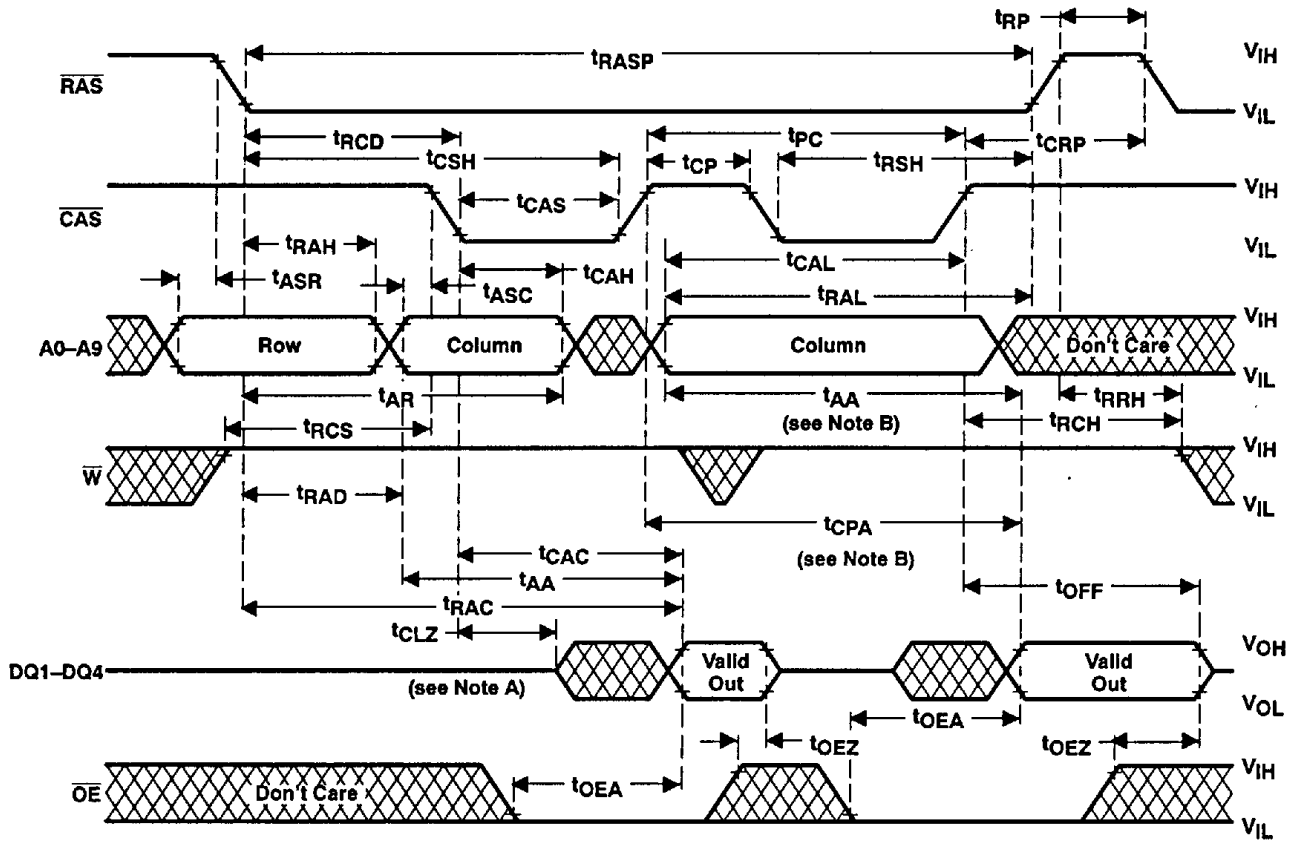 tRP
RAS
tRASP
VIH
VIL
tRCD
tPC
tCRP
tCSH
tCP
tRSH
CAS
tCAS
VIH
VIL
tRAH
tASR
tCAH
tASC
tCAL
tRAL
A0–A9
Row
Column
Column
Don't Care
VIH
VIL
tAR
tAA
(see Note B)
tRRH
tRCH
tRCS
W
VIH
VIL
tRAD
tCPA
(see Note B)
tCAC
tAA
tRAC
tOFF
tCLZ
DQ1–DQ4
(see Note A)
Valid
Out
Valid
Out
VOH
VOL
tOEA
tOEZ
tOEZ
OE
Don't Care
tOEA
VIH
VIL